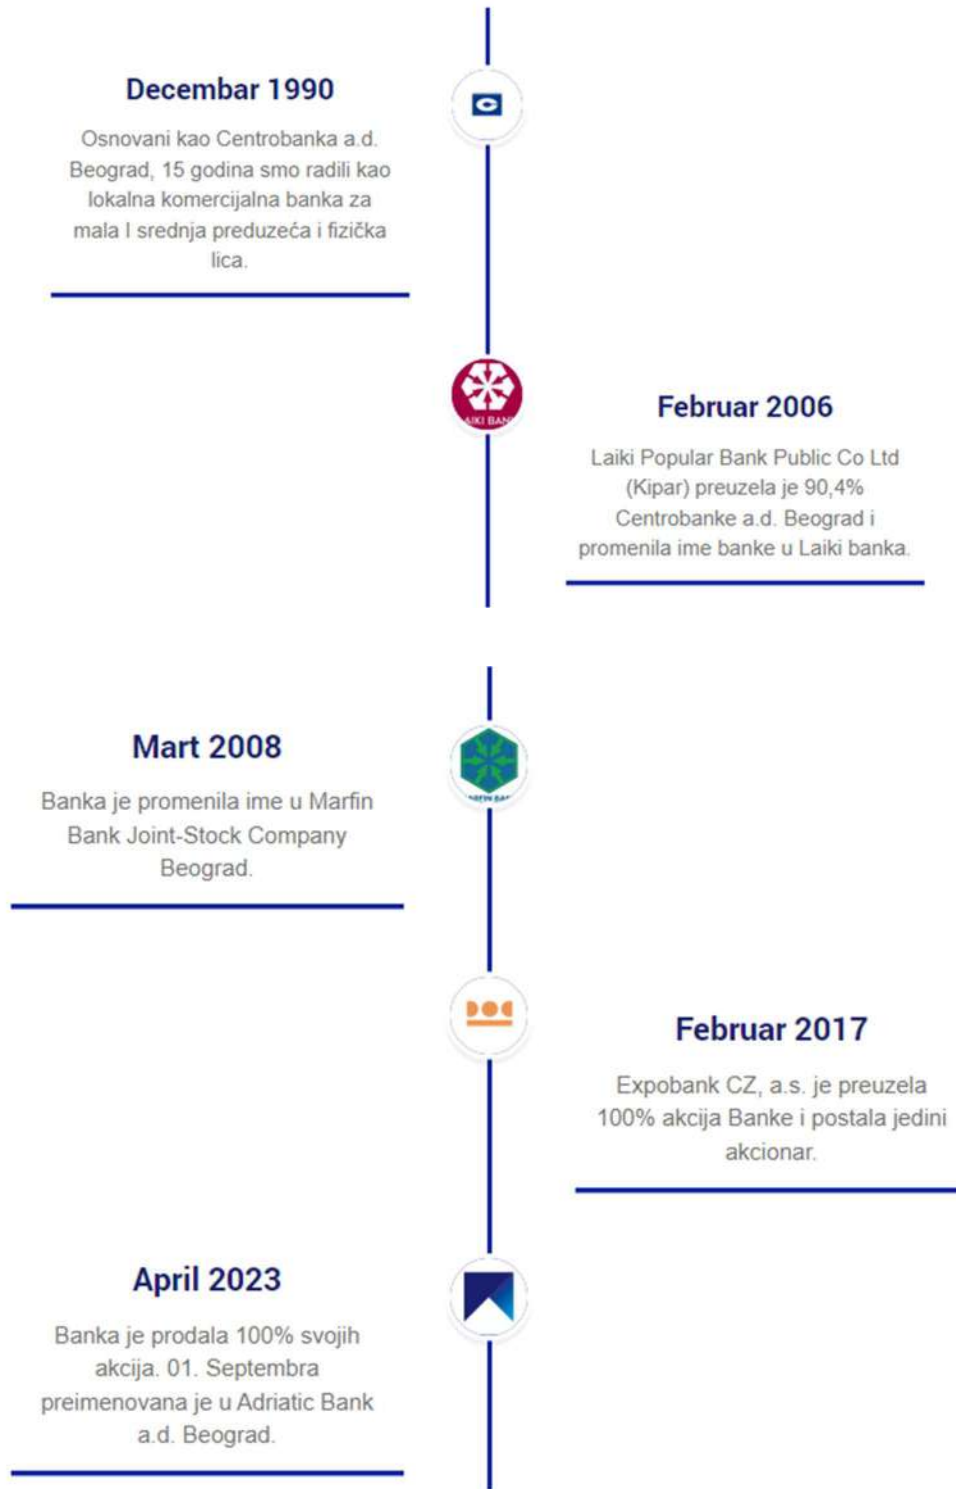 Decembar 1990
Osnovani kao Centrobanka a.d.
Beograd, 15 godina smo radili kao
lokalna komercijalna banka za
mala I srednja preduzeća i fizička
lica.
Februar 2006
Laiki Popular Bank Public Co Ltd
(Kipar) preuzela je 90,4%
Centrobanke a.d. Beograd i
promenila ime banke u Laiki banka.
Mart 2008
Banka je promenila ime u Marfin
Bank Joint-Stock Company
Beograd.
Februar 2017
Expobank CZ, a.s. je preuzela
100% akcija Banke i postala jedini
akcionar.
April 2023
Banka je prodala 100% svojih
akcija. 01. Septembra
preimenovana je u Adriatic Bank
a.d. Beograd.